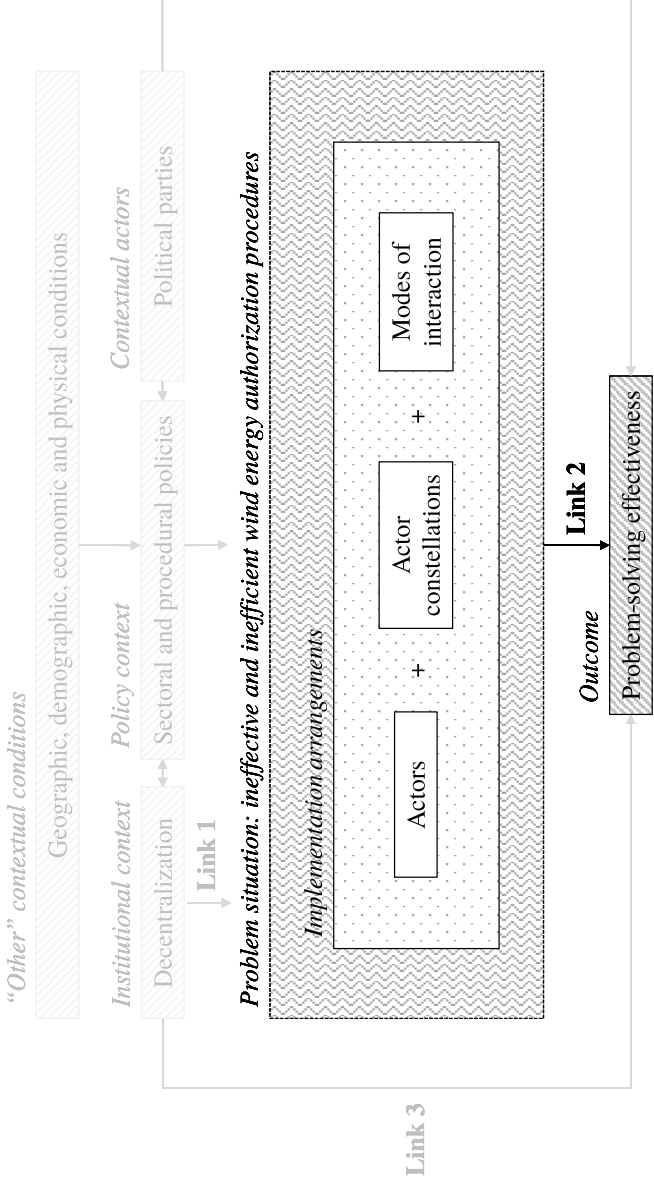 “Other” contextual conditions
Geographic, demographic, economic and physical conditions
Institutional context
Policy context
Contextual actors
Decentralization
Sectoral and procedural policies
Political parties
Link 1
Problem situation: ineffective and inefficient wind energy authorization procedures
Implementation arrangements
Actors
+
Actor
constellations
+
Modes of
interaction
Link 3
Outcome
Link 2
Problem-solving effectiveness